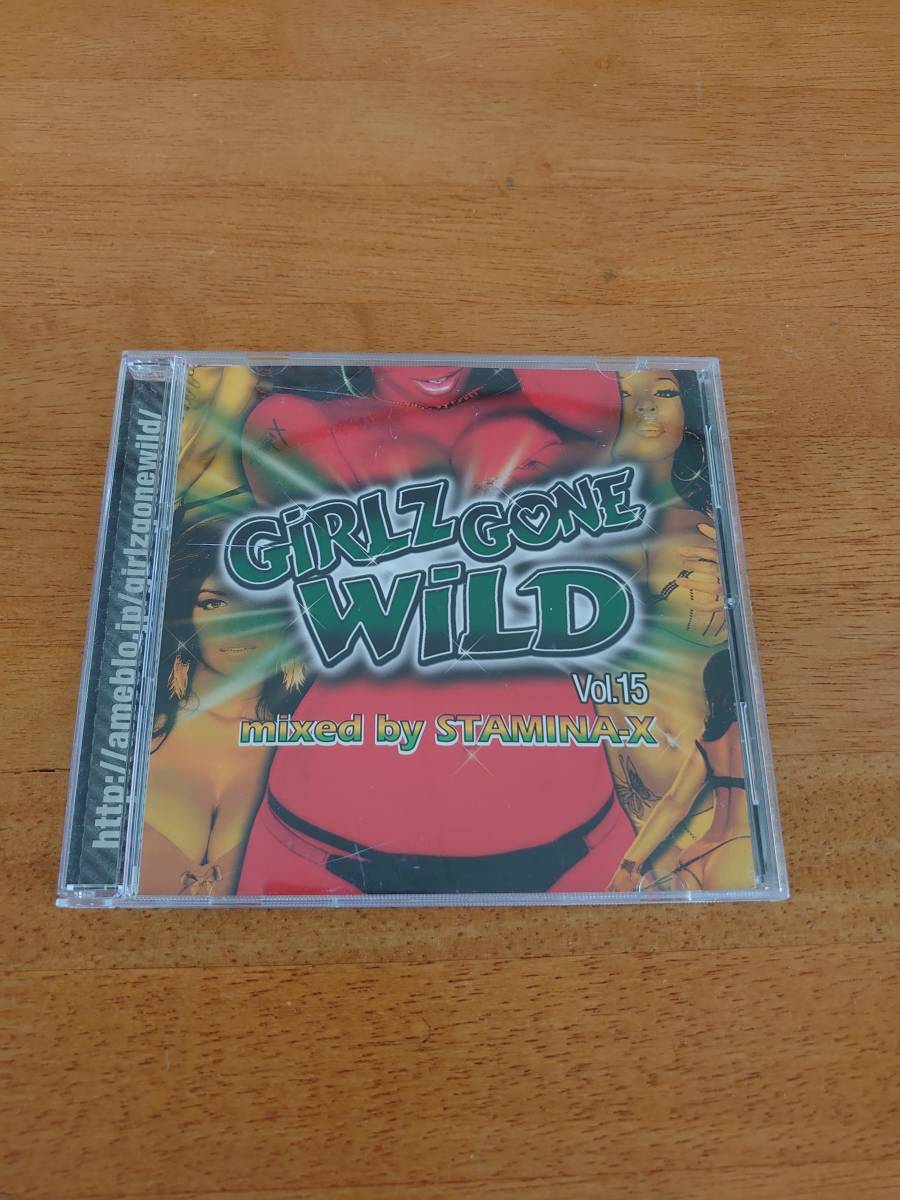 http://ameblo.jp/girlzgonewild/
GiRLZ GONE
WiLD
Vol.15
mixed by STAMINA-X